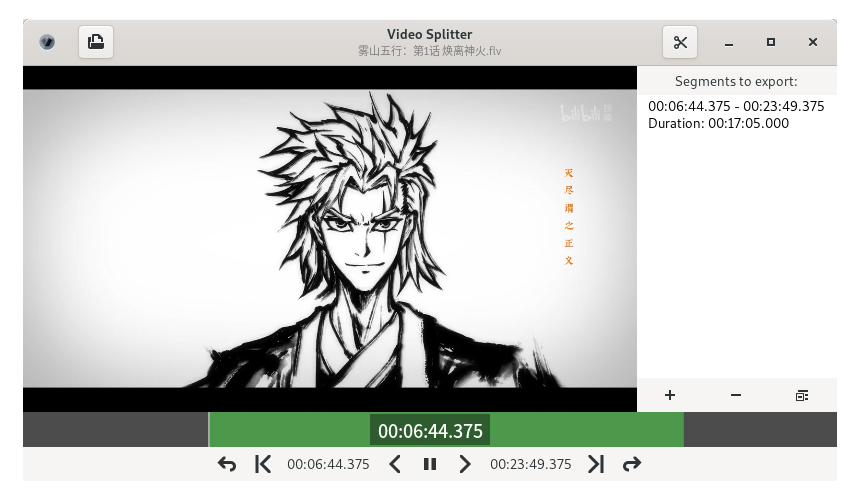 Video Splitter
雾山五行：第1话 焕离神火.flv
Segments to export:
00:06:44.375 - 00:23:49.375
Duration: 00:17:05.000
bilibili
灭尽谓之正义
00:06:44.375
00:06:44.375
00:23:49.375